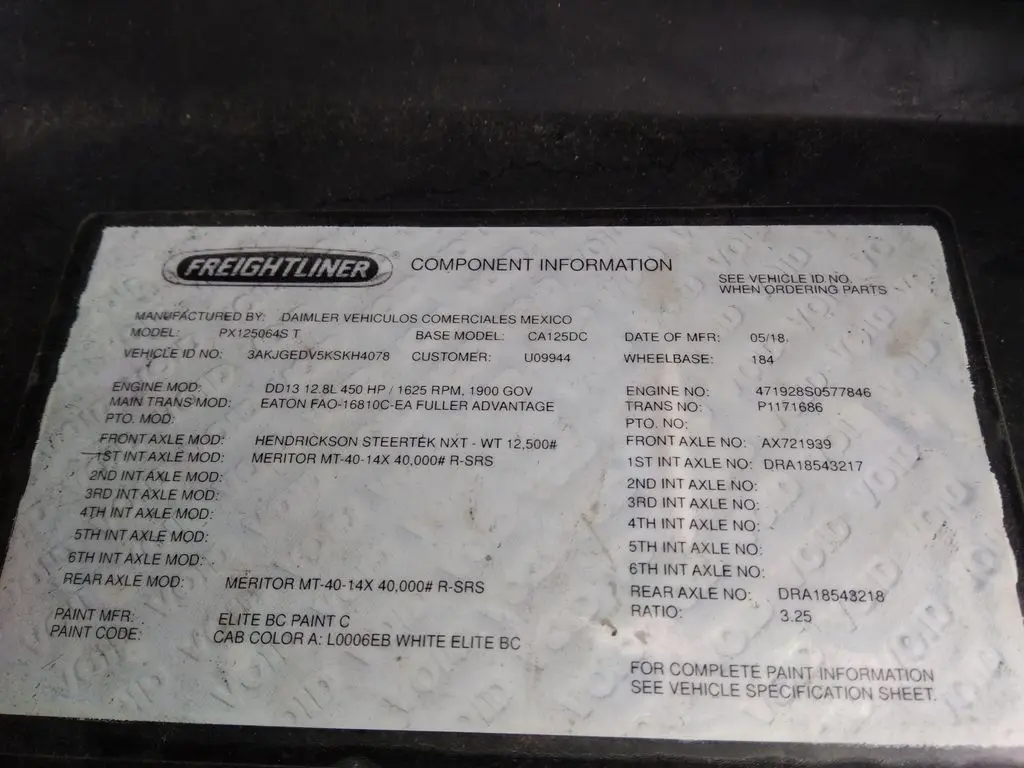 FREIGHTLINER® COMPONENT INFORMATION
SEE VEHICLE ID NO.
WHEN ORDERING PARTS
MANUFACTURED BY: DAIMLER VEHICULOS COMERCIALES MEXICO
MODEL: PX125064S T BASE MODEL: CA125DC DATE OF MFR: 05/18.
VEHICLE ID NO: 3AKJGEDV5KSKH4078 CUSTOMER: U09944 WHEELBASE: 184
ENGINE MOD: DD13 12.8L 450 HP / 1625 RPM, 1900 GOV ENGINE NO: 471928S0577846
MAIN TRANS MOD: EATON FAO-16810C-EA FULLER ADVANTAGE TRANS NO: P1171686
PTO. MOD: PTO. NO:
FRONT AXLE MOD: HENDRICKSON STEERTEK NXT - WT 12,500# FRONT AXLE NO: AX721939
1ST INT AXLE MOD: MERITOR MT-40-14X 40,000# R-SRS 1ST INT AXLE NO: DRA18543217
2ND INT AXLE MOD: 2ND INT AXLE NO:
3RD INT AXLE MOD: 3RD INT AXLE NO:
4TH INT AXLE MOD: 4TH INT AXLE NO:
5TH INT AXLE MOD: 5TH INT AXLE NO:
6TH INT AXLE MOD: 6TH INT AXLE NO:
REAR AXLE MOD: MERITOR MT-40-14X 40,000# R-SRS REAR AXLE NO: DRA18543218
RATIO: 3.25
PAINT MFR: ELITE BC PAINT C
PAINT CODE: CAB COLOR A: L0006EB WHITE ELITE BC
FOR COMPLETE PAINT INFORMATION
SEE VEHICLE SPECIFICATION SHEET.